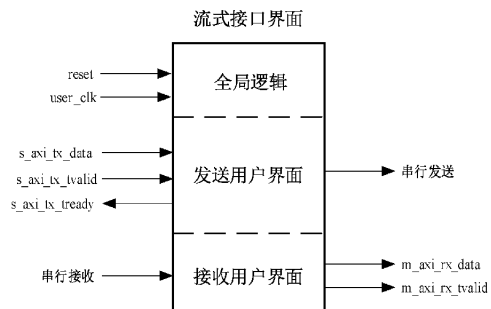 流式接口界面
reset
user_clk
全局逻辑
s_axi_tx_data
s_axi_tx_tvalid
s_axi_tx_tready
发送用户界面
串行发送
串行接收
接收用户界面
m_axi_rx_data
m_axi_rx_tvalid